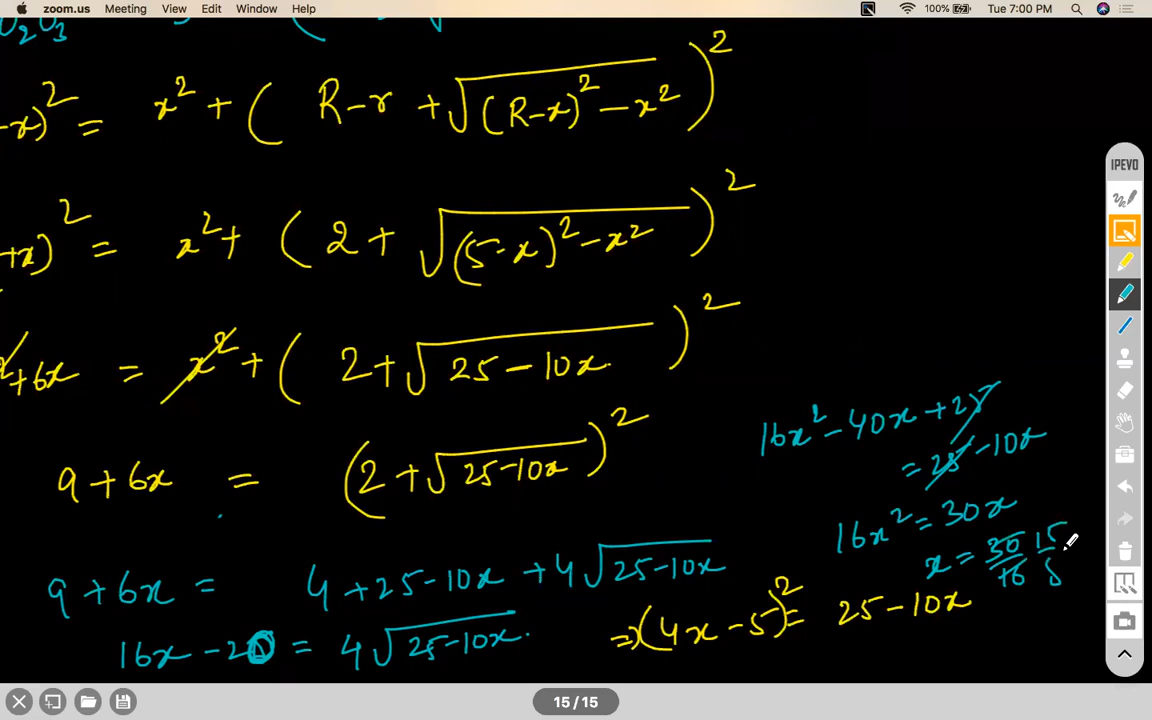 zoom.us Meeting View Edit Window Help 100% Tue 7:00 PM
O₂O₃
-x)² = x² + (R-r + √((R-x)² - x²))²
+x)² = x² + (2 + √((5-x)² - x²))²
² + 6x = x² + (2 + √(25 - 10x))²
9 + 6x = (2 + √(25-10x))²
9 + 6x = 4 + 25 - 10x + 4√(25-10x)
16x - 20 = 4√(25-10x)
⇒ (4x - 5)² = 25 - 10x
16x² - 40x + 25
= 25 - 10x
16x² = 30x
x = 30/16 15/8
IPEVO
15/15